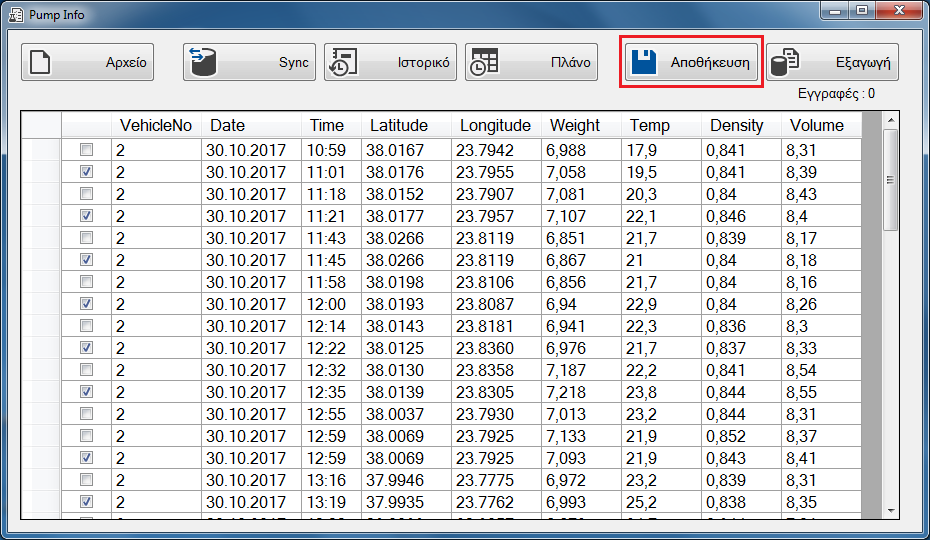 Pump Info
Αρχείο Sync Ιστορικό Πλάνο Αποθήκευση Εξαγωγή
Εγγραφές : 0
VehicleNo Date Time Latitude Longitude Weight Temp Density Volume
2 30.10.2017 10:59 38.0167 23.7942 6,988 17,9 0,841 8,31
2 30.10.2017 11:01 38.0176 23.7955 7,058 19,5 0,841 8,39
2 30.10.2017 11:18 38.0152 23.7907 7,081 20,3 0,84 8,43
2 30.10.2017 11:21 38.0177 23.7957 7,107 22,1 0,846 8,4
2 30.10.2017 11:43 38.0266 23.8119 6,851 21,7 0,839 8,17
2 30.10.2017 11:45 38.0266 23.8119 6,867 21 0,84 8,18
2 30.10.2017 11:58 38.0198 23.8106 6,856 21,7 0,84 8,16
2 30.10.2017 12:00 38.0193 23.8087 6,94 22,9 0,84 8,26
2 30.10.2017 12:14 38.0143 23.8181 6,941 22,3 0,836 8,3
2 30.10.2017 12:22 38.0125 23.8360 6,976 21,7 0,837 8,33
2 30.10.2017 12:32 38.0130 23.8358 7,187 22,2 0,841 8,54
2 30.10.2017 12:35 38.0139 23.8305 7,218 23,8 0,844 8,55
2 30.10.2017 12:55 38.0037 23.7930 7,013 23,2 0,844 8,31
2 30.10.2017 12:59 38.0069 23.7925 7,133 21,9 0,852 8,37
2 30.10.2017 12:59 38.0069 23.7925 7,093 21,9 0,843 8,41
2 30.10.2017 13:16 37.9946 23.7775 6,972 23,2 0,839 8,31
2 30.10.2017 13:19 37.9935 23.7762 6,993 25,2 0,838 8,35